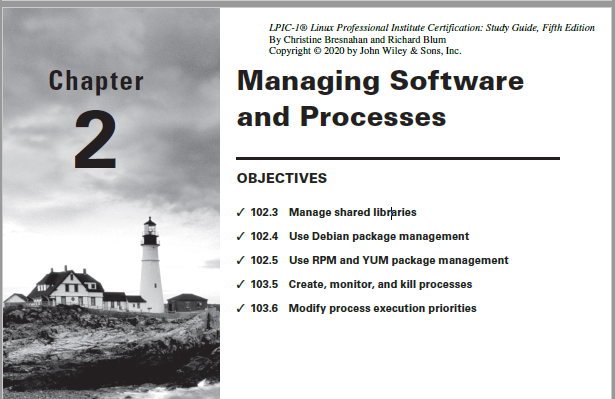 LPIC-1® Linux Professional Institute Certification: Study Guide, Fifth Edition
By Christine Bresnahan and Richard Blum
Copyright © 2020 by John Wiley & Sons, Inc.
Chapter
2
Managing Software
and Processes
OBJECTIVES
✓ 102.3 Manage shared libraries
✓ 102.4 Use Debian package management
✓ 102.5 Use RPM and YUM package management
✓ 103.5 Create, monitor, and kill processes
✓ 103.6 Modify process execution priorities